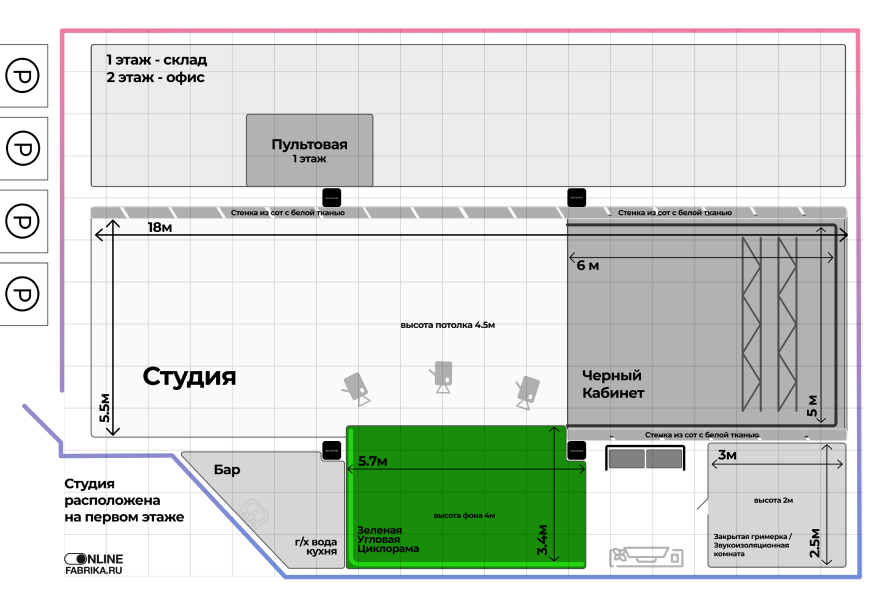 1 этаж - склад
2 этаж - офис
P
P
P
P
Пультовая
1 этаж
Стенка из сот с белой тканью
Стенка из сот с белой тканью
18м
6 м
высота потолка 4.5м
Студия
Черный
Кабинет
5.5м
5 м
Стенка из сот с белой тканью.
Бар
5.7м
3м
Студия
расположена
на первом этаже
высота фона 4м
высота 2м
Зеленая
Угловая
Циклорама
3.4м
г/х вода
кухня
Закрытая гримерка /
Звукоизоляционная
комната
2.5м
ONLINE
FABRIKA.RU